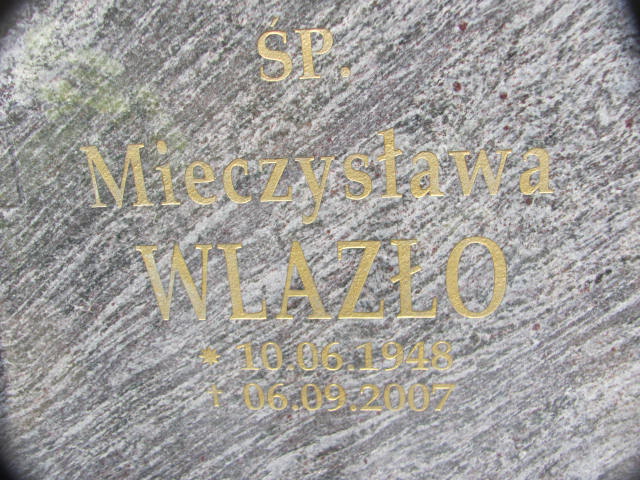 ŚP.
Mieczysława
WLAZŁO
* 10.06.1948
† 06.09.2007